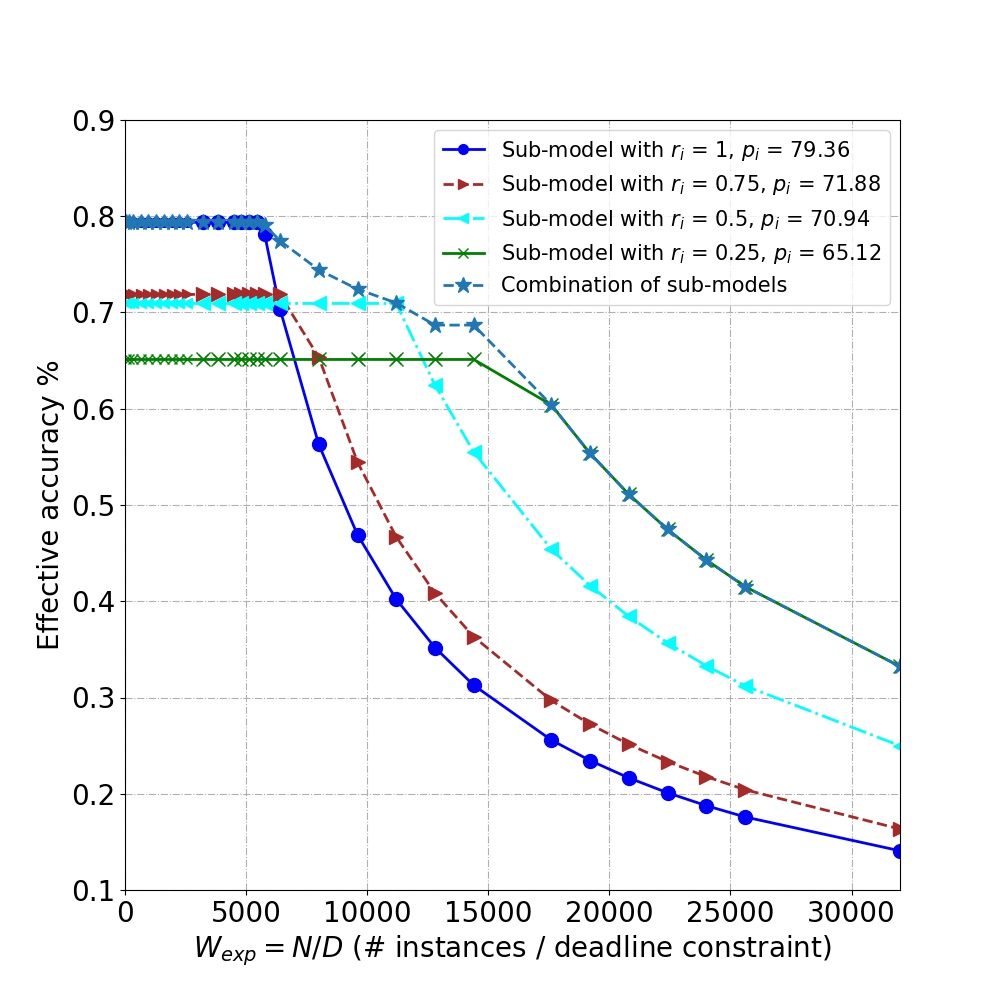 0.9
0.8
0.7
0.6
0.5
0.4
0.3
0.2
0.1
Effective accuracy %
Sub-model with r_i = 1, p_i = 79.36
Sub-model with r_i = 0.75, p_i = 71.88
Sub-model with r_i = 0.5, p_i = 70.94
Sub-model with r_i = 0.25, p_i = 65.12
Combination of sub-models
0 5000 10000 15000 20000 25000 30000
W_exp = N/D (# instances / deadline constraint)